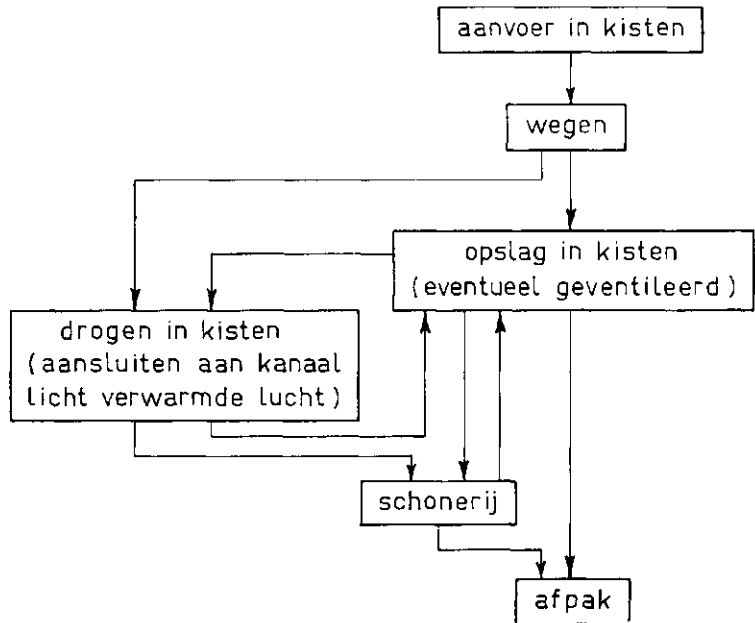 aanvoer in kisten
wegen
opslag in kisten
(eventueel geventileerd)
drogen in kisten
(aansluiten aan kanaal
licht verwarmde lucht)
schonerij
afpak